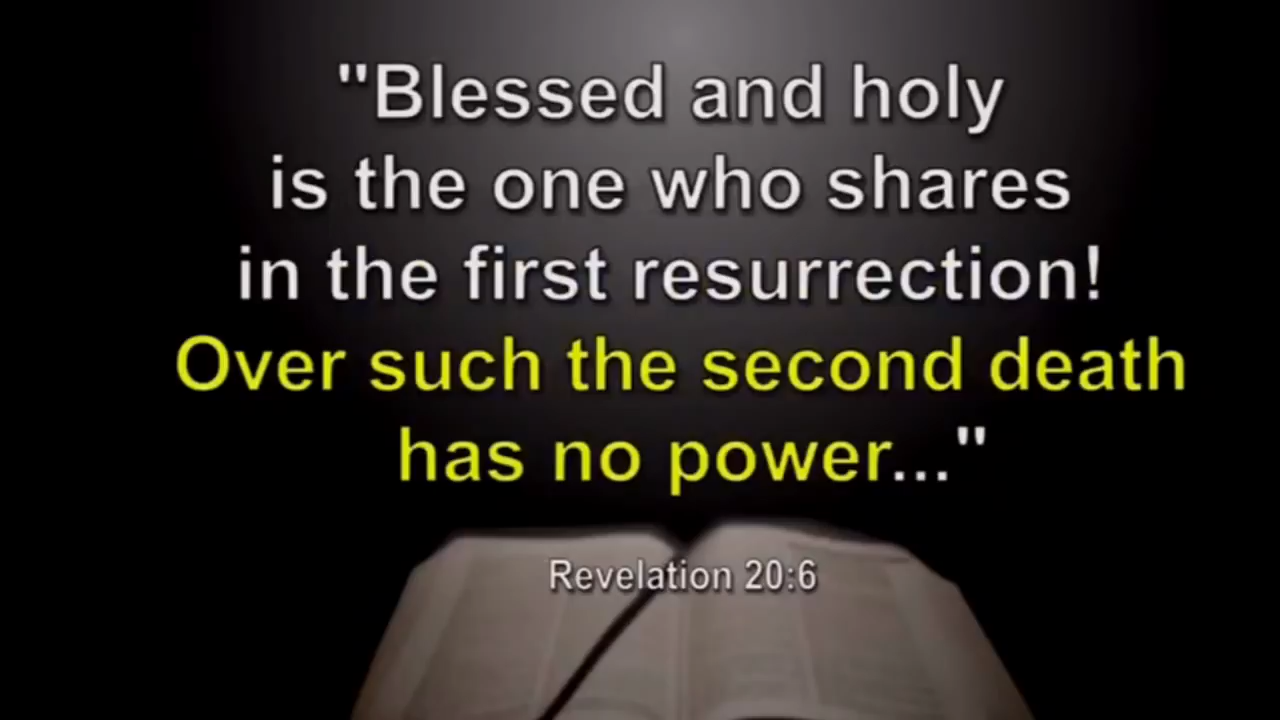 "Blessed and holy
is the one who shares
in the first resurrection!
Over such the second death
has no power..."
Revelation 20:6